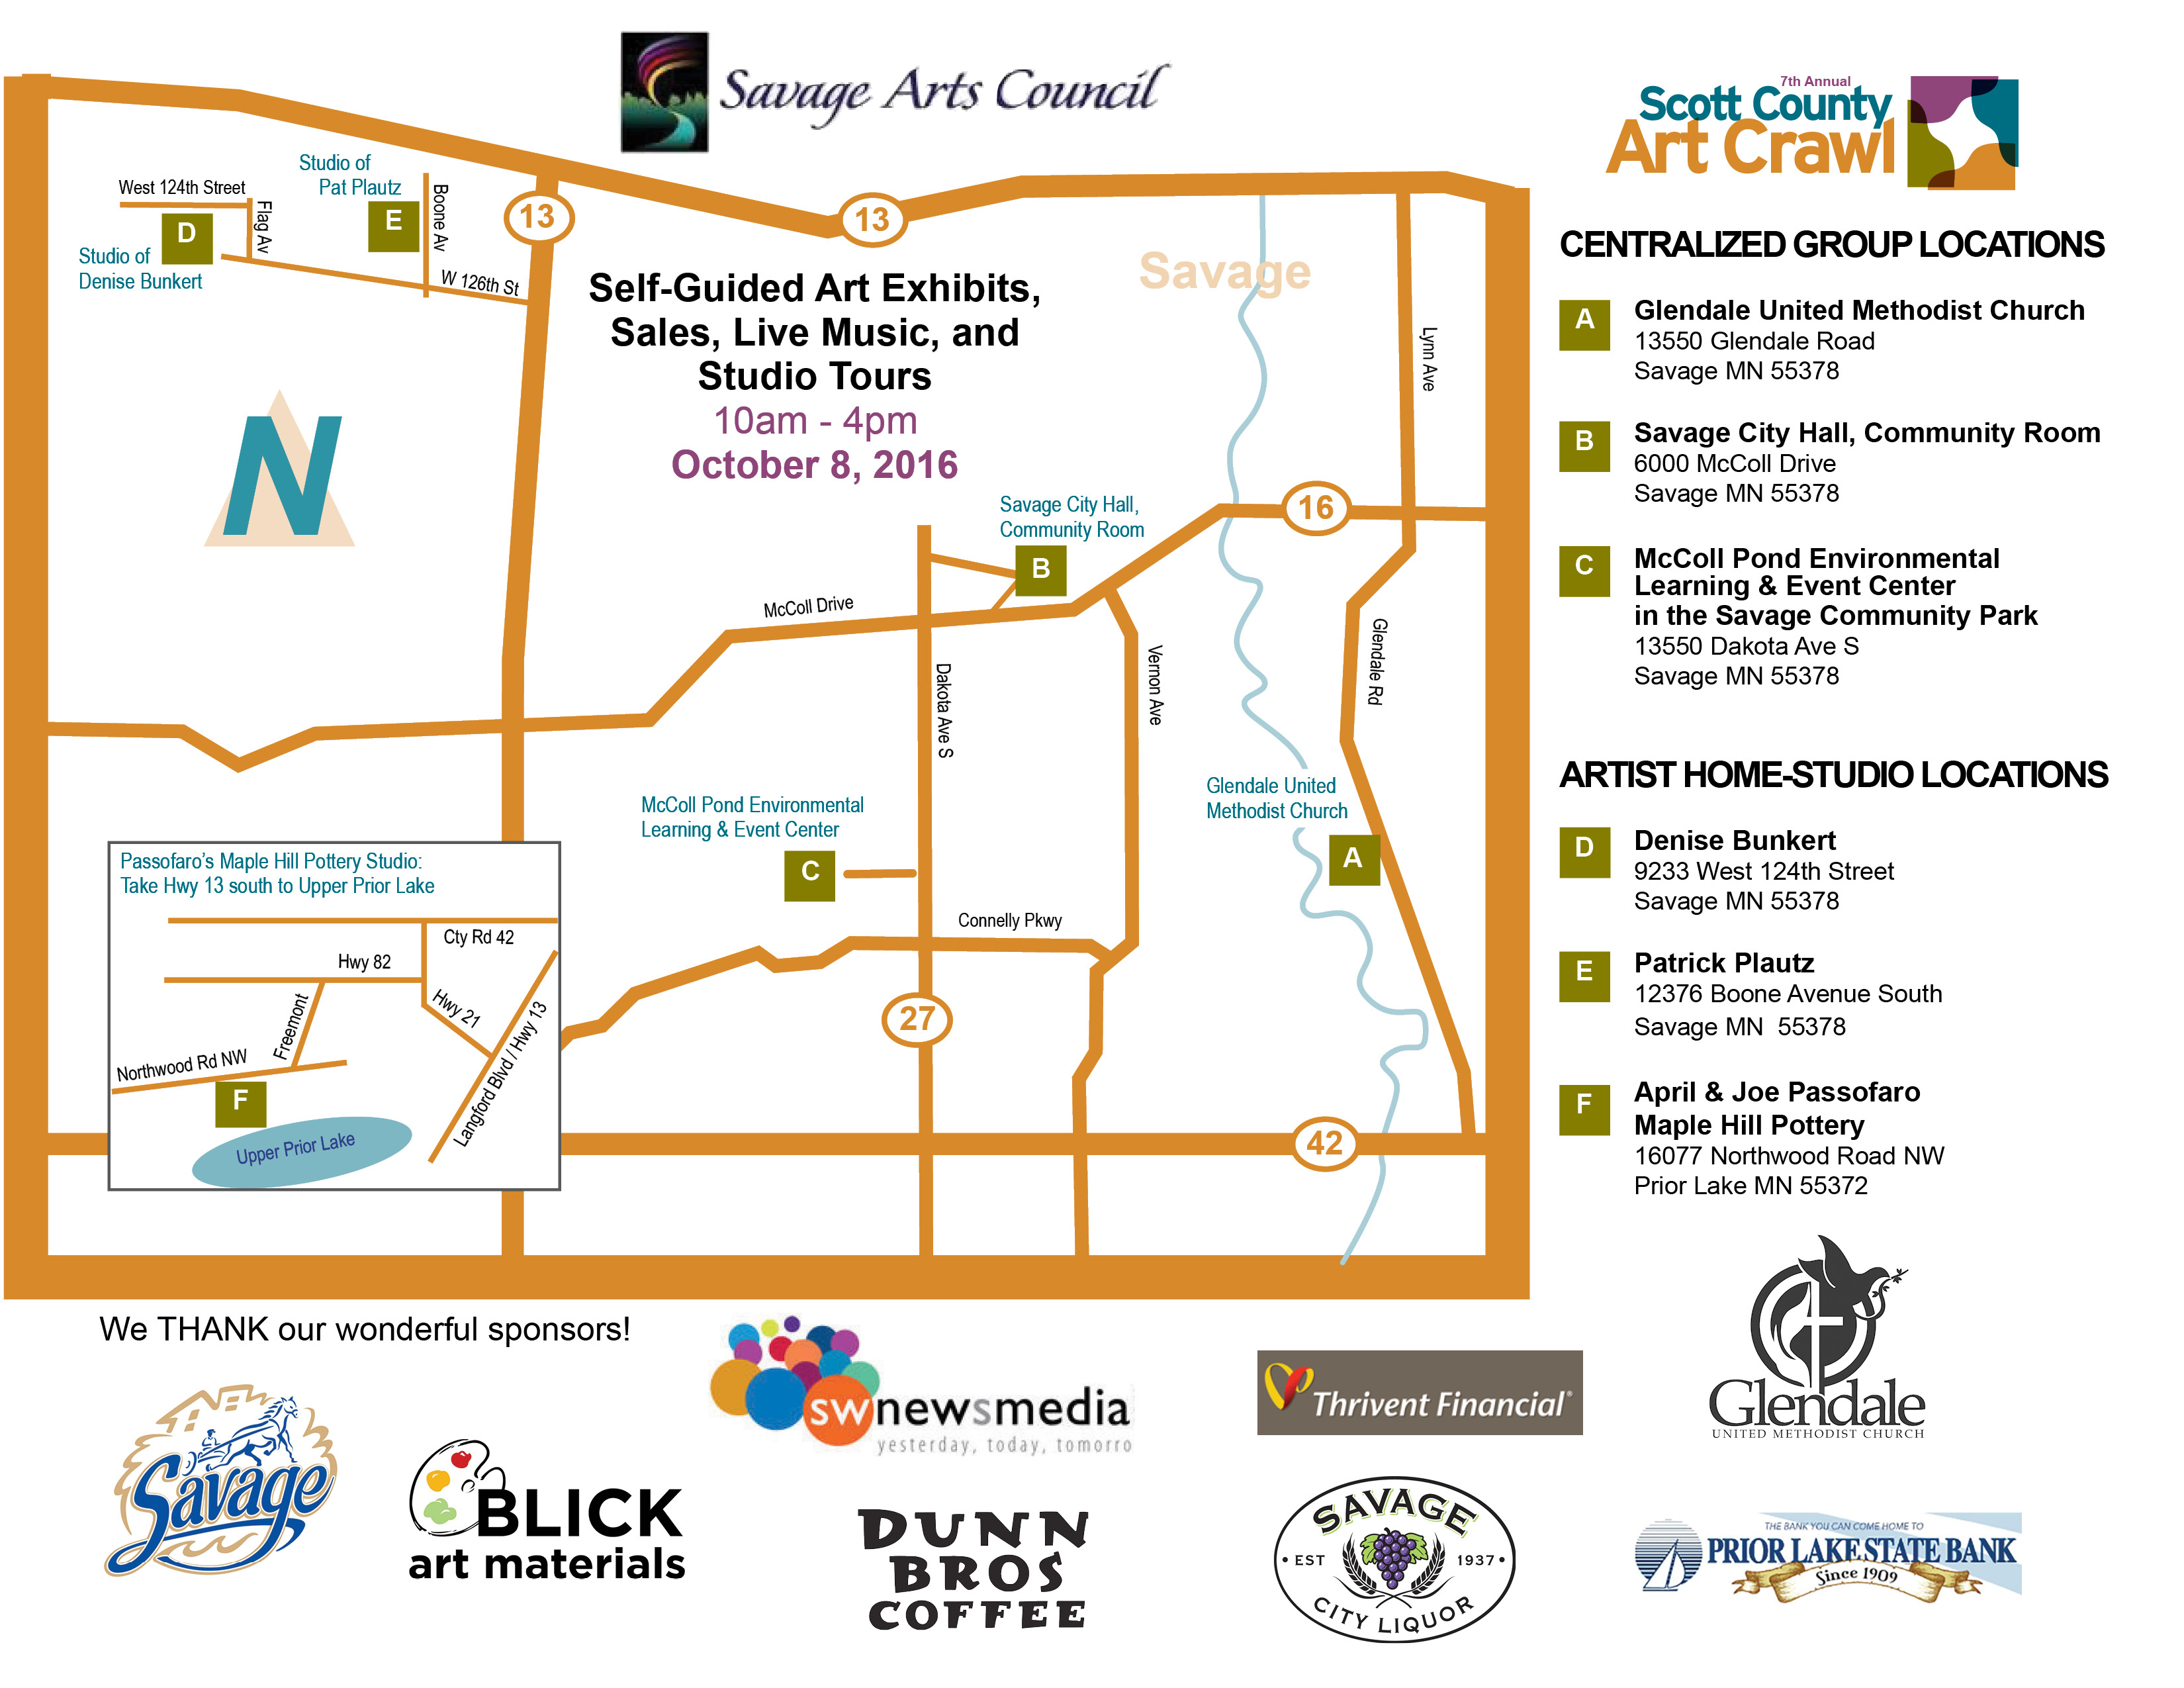 Savage Arts Council
7th Annual
Scott County
Art Crawl
West 124th Street
Flag Av
D
Studio of
Denise Bunkert
Studio of
Pat Plautz
E
Boone Av
W 126th St
13
13
Savage
Self-Guided Art Exhibits,
Sales, Live Music, and
Studio Tours
10am - 4pm
October 8, 2016
N
Lynn Ave
16
Savage City Hall,
Community Room
B
McColl Drive
Dakota Ave S
Vernon Ave
Glendale Rd
McColl Pond Environmental
Learning & Event Center
C
Glendale United
Methodist Church
A
Connelly Pkwy
27
42
Passofaro's Maple Hill Pottery Studio:
Take Hwy 13 south to Upper Prior Lake
Cty Rd 42
Hwy 82
Hwy 21
Freemont
Langford Blvd / Hwy 13
Northwood Rd NW
F
Upper Prior Lake
CENTRALIZED GROUP LOCATIONS
A
Glendale United Methodist Church
13550 Glendale Road
Savage MN 55378
B
Savage City Hall, Community Room
6000 McColl Drive
Savage MN 55378
C
McColl Pond Environmental
Learning & Event Center
in the Savage Community Park
13550 Dakota Ave S
Savage MN 55378
ARTIST HOME-STUDIO LOCATIONS
D
Denise Bunkert
9233 West 124th Street
Savage MN 55378
E
Patrick Plautz
12376 Boone Avenue South
Savage MN 55378
F
April & Joe Passofaro
Maple Hill Pottery
16077 Northwood Road NW
Prior Lake MN 55372
We THANK our wonderful sponsors!
Savage
BLICK
art materials
swnewsmedia
yesterday, today, tomorro
DUNN
BROS
COFFEE
Thrivent Financial®
SAVAGE
EST 1937
CITY LIQUOR
Glendale
UNITED METHODIST CHURCH
THE BANK YOU CAN COME HOME TO
PRIOR LAKE STATE BANK
Since 1909